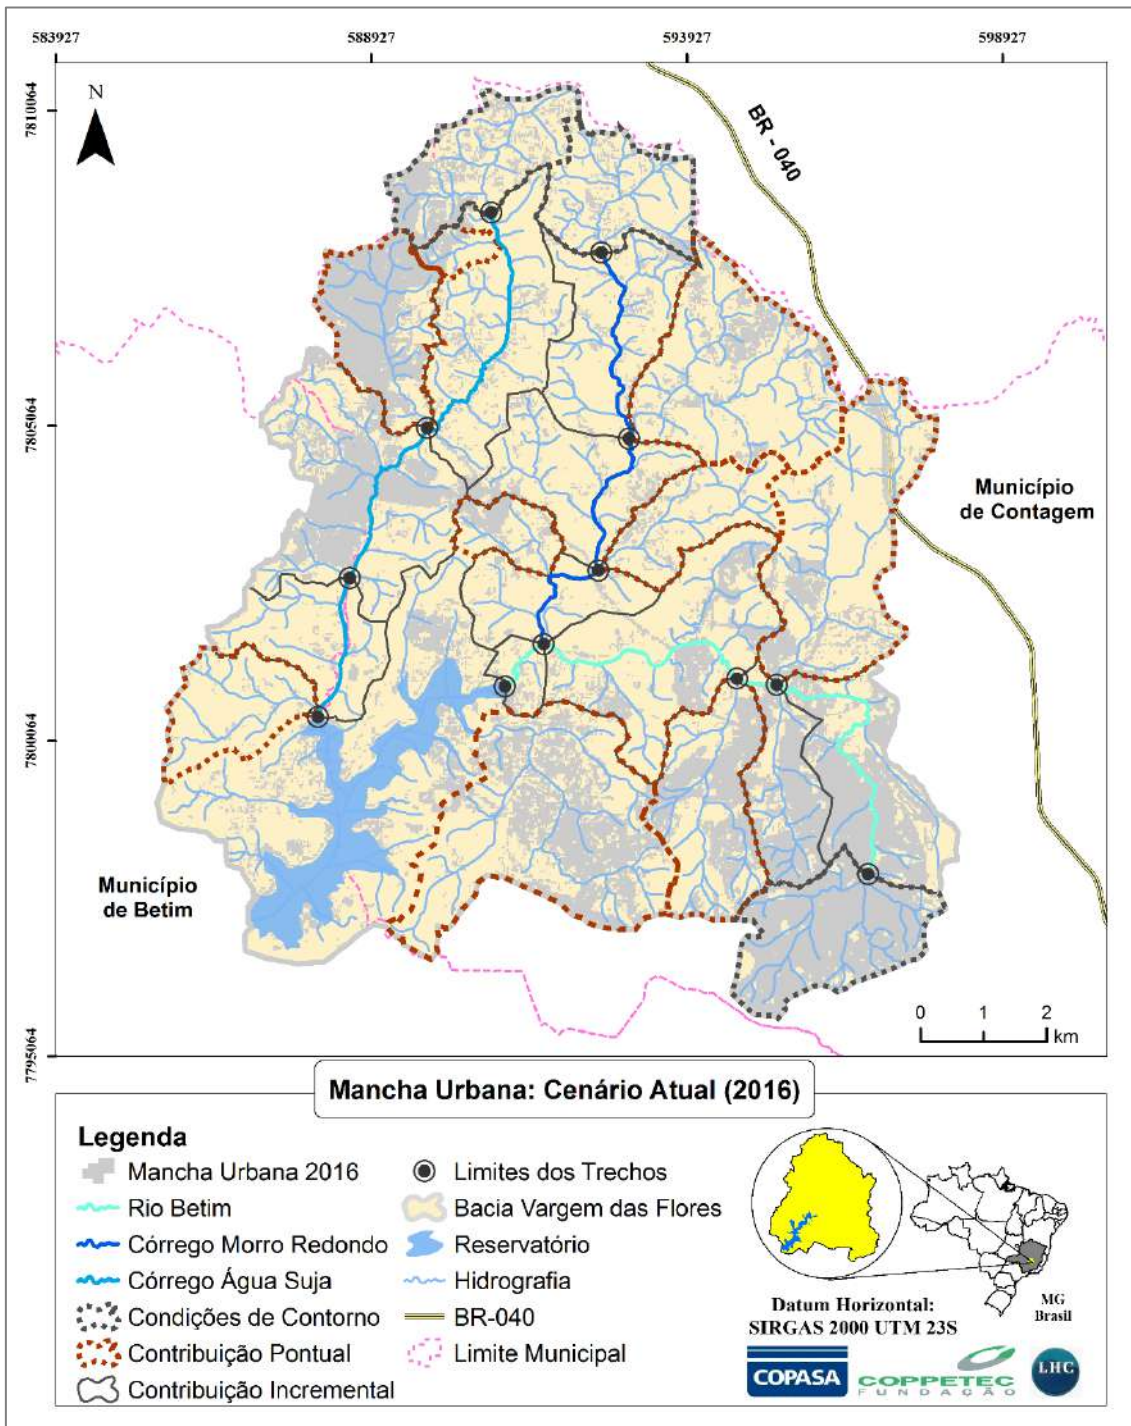 583927
588927
593927
598927
N
7810064
7805064
7800064
7795064
BR - 040
Município
de Contagem
Município
de Betim
0 1 2
km
Mancha Urbana: Cenário Atual (2016)
Legenda
Mancha Urbana 2016
Rio Betim
Córrego Morro Redondo
Córrego Água Suja
Condições de Contorno
Contribuição Pontual
Contribuição Incremental
Limites dos Trechos
Bacia Vargem das Flores
Reservatório
Hidrografia
BR-040
Limite Municipal
MG
Brasil
Datum Horizontal:
SIRGAS 2000 UTM 23S
COPASA
COPPETEC
FUNDAÇÃO
LHC